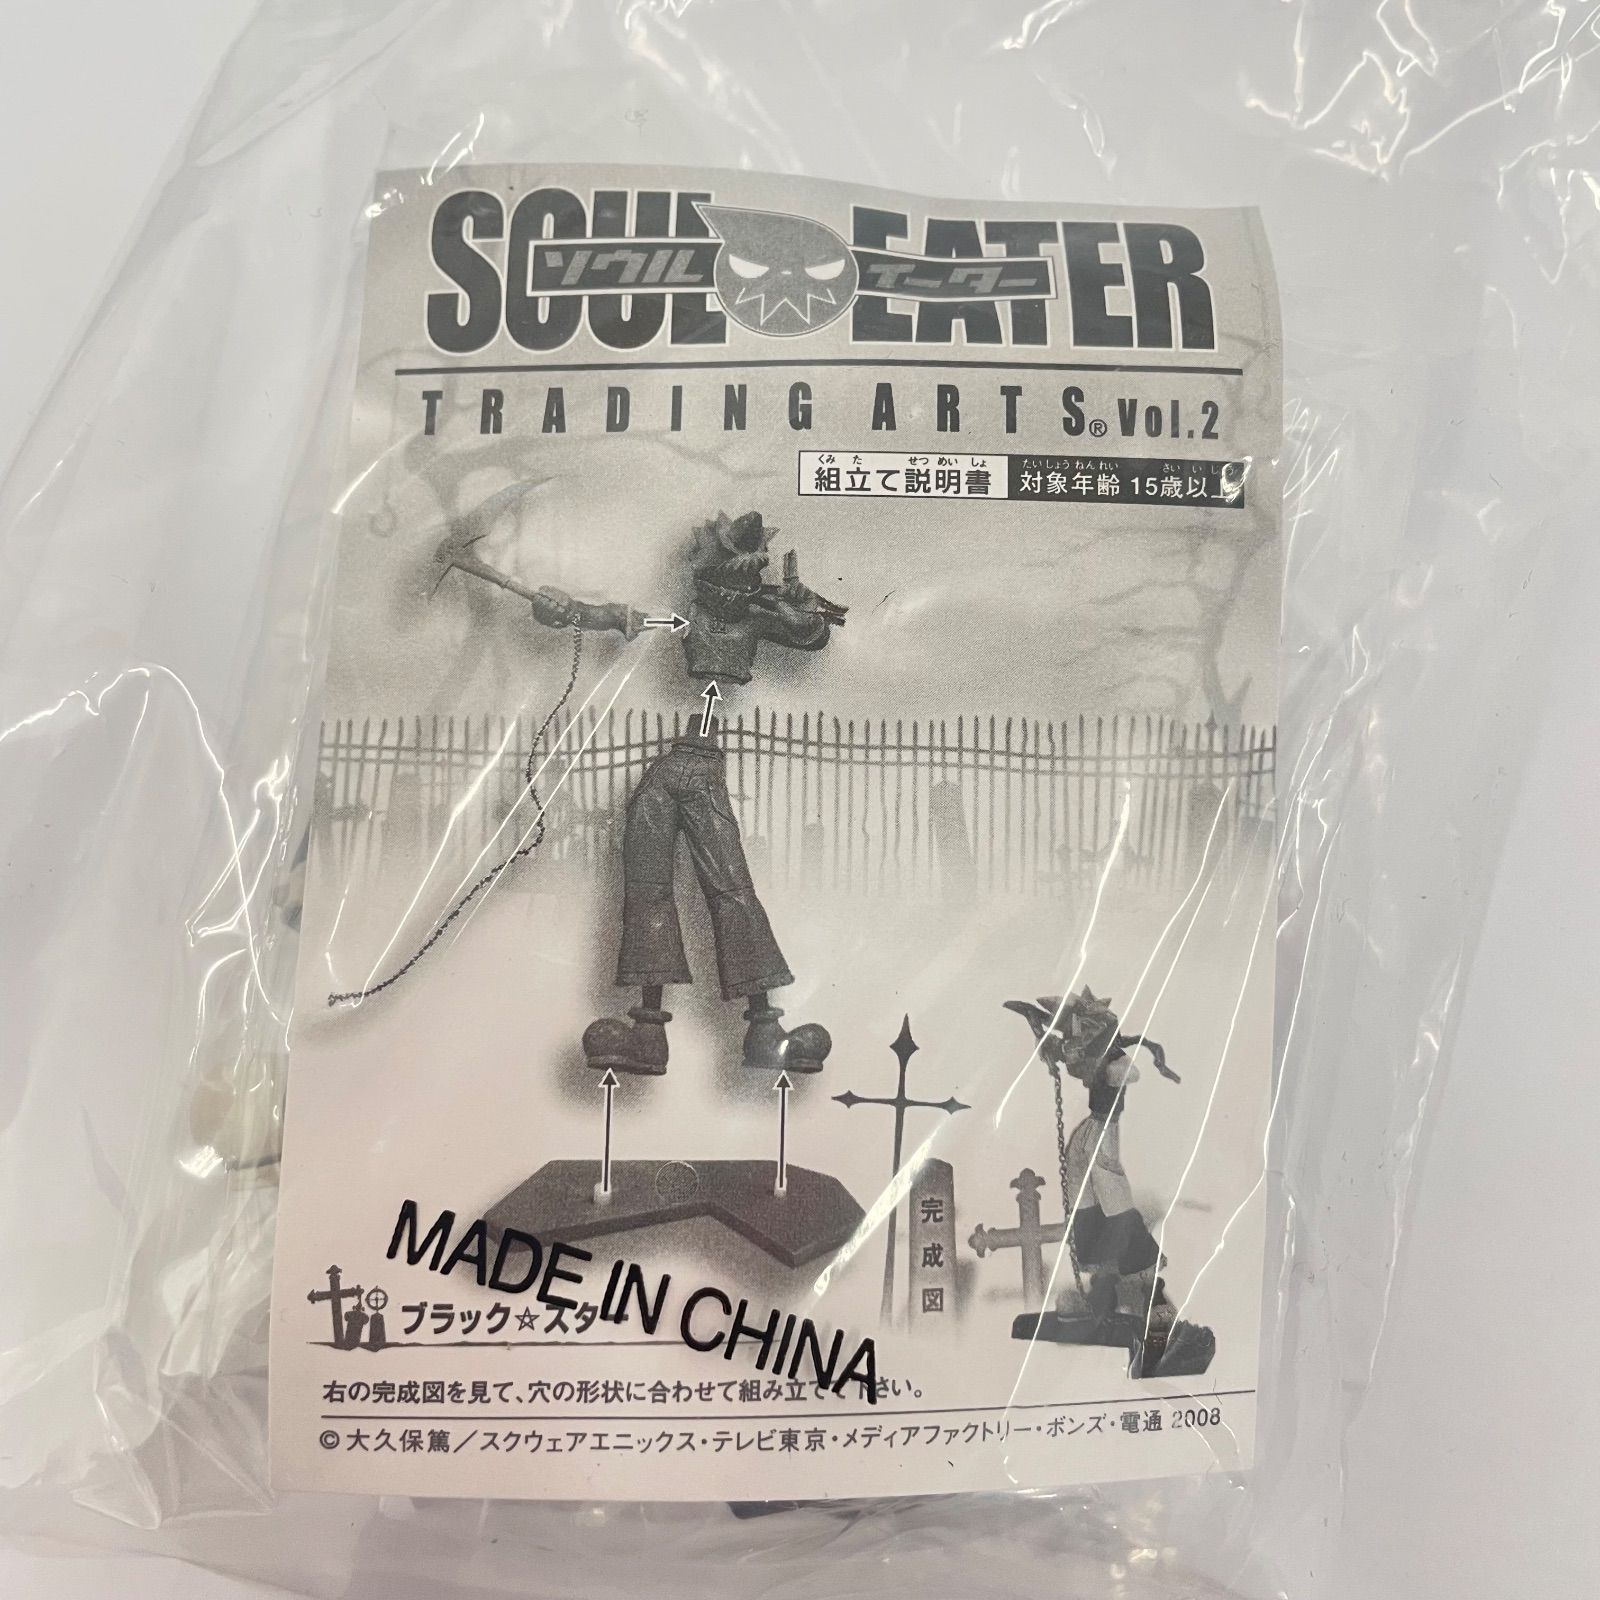 SOUL EATER
ソウル イーター
TRADING ARTS® Vol.2
くみ た せつ めい しょ たい しょう ねん れい さい い じょう
組立て説明書 対象年齢 15歳以上
完成図
MADE IN CHINA
ブラック☆スター
右の完成図を見て、穴の形状に合わせて組み立てて下さい。
©大久保篤／スクウェアエニックス・テレビ東京・メディアファクトリー・ボンズ・電通 2008